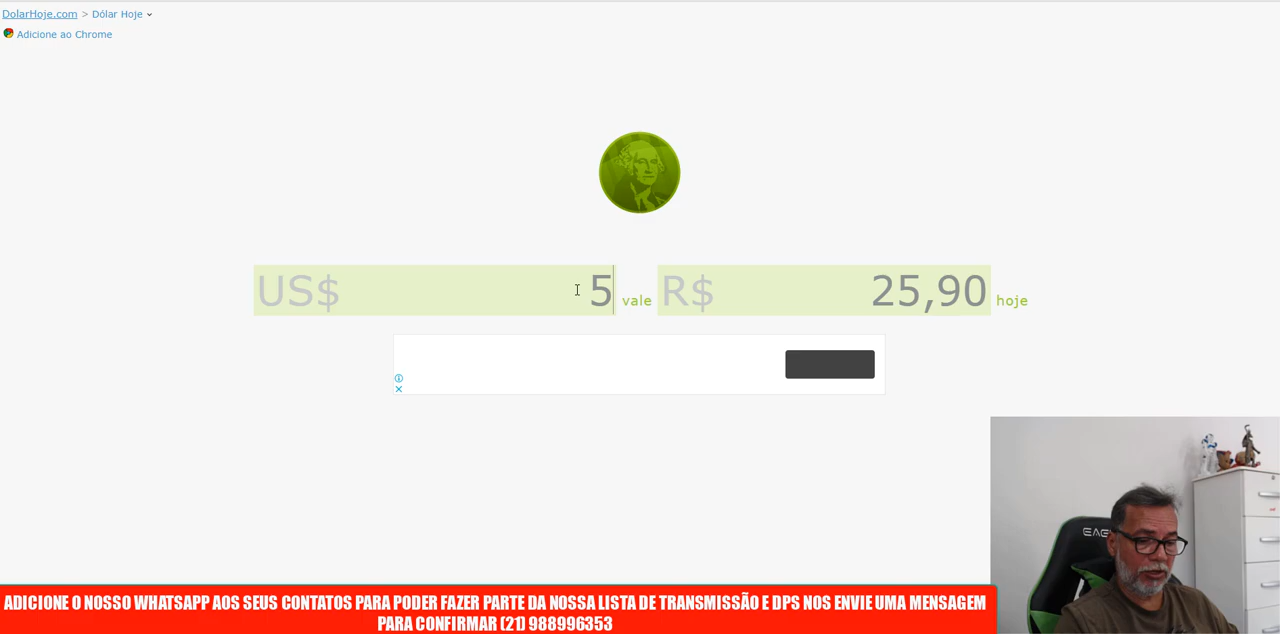 DolarHoje.com > Dólar Hoje
Adicione ao Chrome
US$ 5 vale R$ 25,90 hoje
EAG
ADICIONE O NOSSO WHATSAPP AOS SEUS CONTATOS PARA PODER FAZER PARTE DA NOSSA LISTA DE TRANSMISSÃO E DPS NOS ENVIE UMA MENSAGEM
PARA CONFIRMAR (21) 988996353